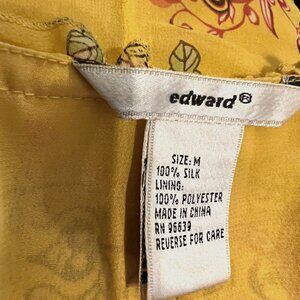 edward®
SIZE: M
100% SILK
LINING:
100% POLYESTER
MADE IN CHINA
RN 96639
REVERSE FOR CARE